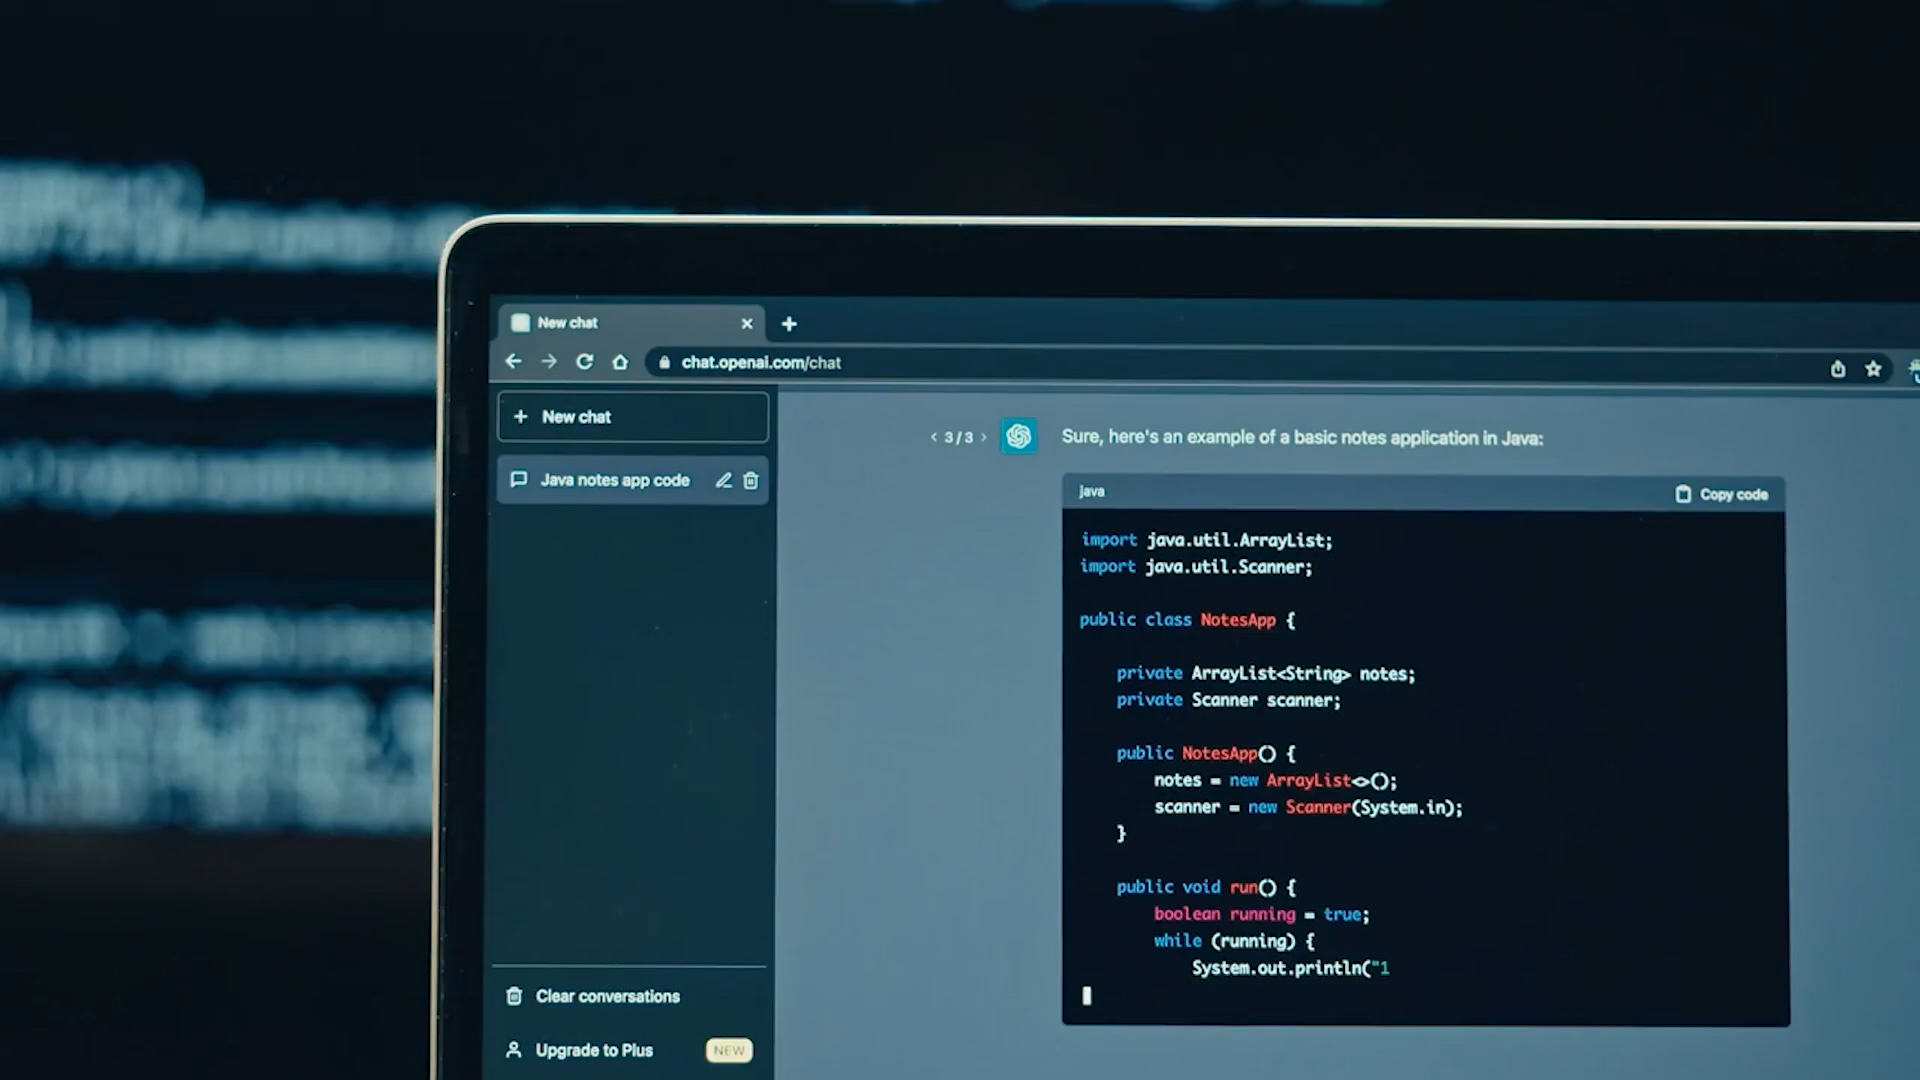 New chat
chat.openai.com/chat
New chat
Java notes app code
Clear conversations
Upgrade to Plus NEW
< 3/3 >
Sure, here's an example of a basic notes application in Java:
java Copy code
import java.util.ArrayList;
import java.util.Scanner;
public class NotesApp {
private ArrayList<String> notes;
private Scanner scanner;
public NotesApp() {
notes = new ArrayList<>();
scanner = new Scanner(System.in);
}
public void run() {
boolean running = true;
while (running) {
System.out.println("1